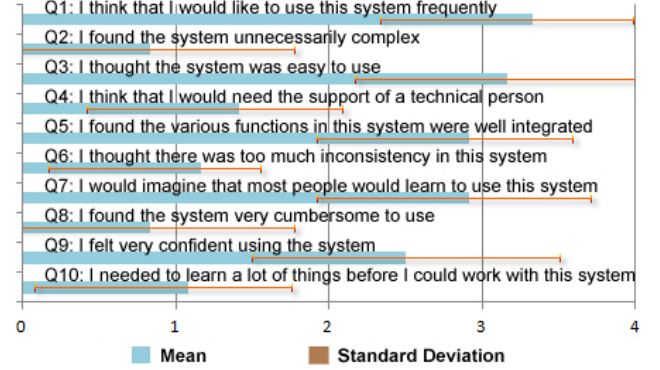 Q1: I think that I would like to use this system frequently
Q2: I found the system unnecessarily complex
Q3: I thought the system was easy to use
Q4: I think that I would need the support of a technical person
Q5: I found the various functions in this system were well integrated
Q6: I thought there was too much inconsistency in this system
Q7: I would imagine that most people would learn to use this system
Q8: I found the system very cumbersome to use
Q9: I felt very confident using the system
Q10: I needed to learn a lot of things before I could work with this system
0 1 2 3 4
Mean Standard Deviation